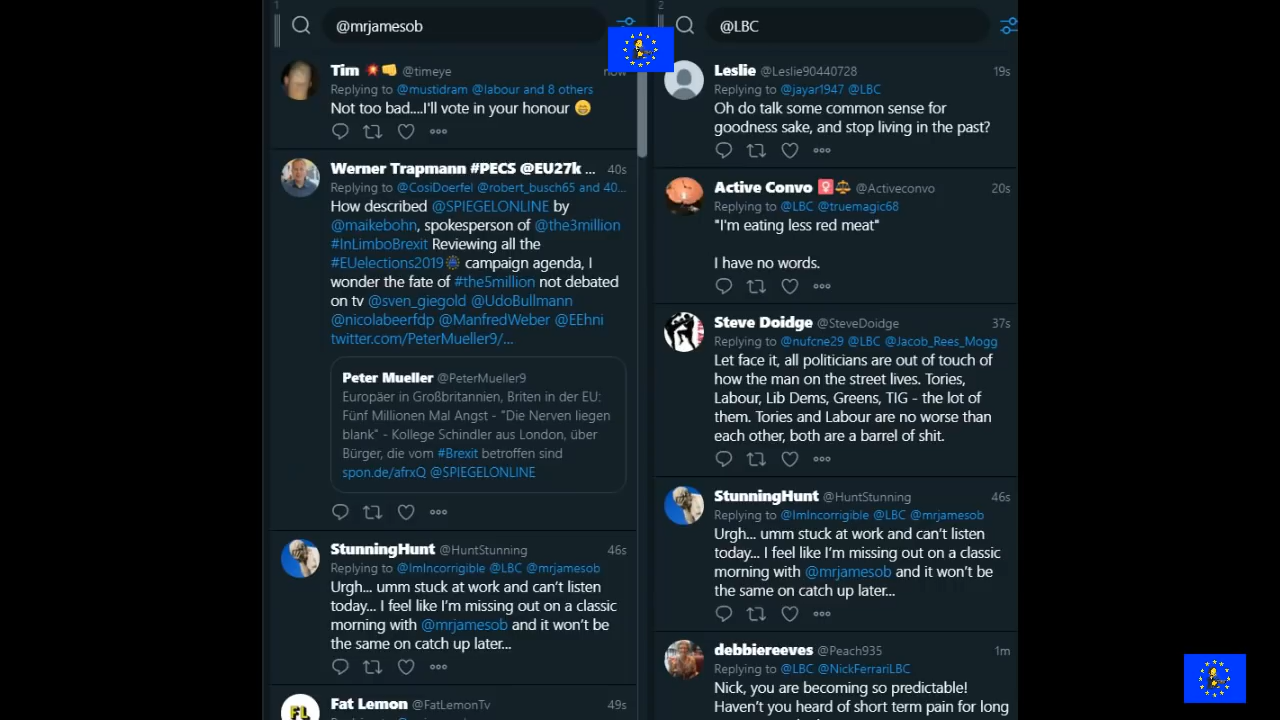 1
@mrjamesob
Tim @timeye now
Replying to @mustidram @labour and 8 others
Not too bad....I'll vote in your honour
Werner Trapmann #PECS @EU27k ... 40s
Replying to @CosiDoerfel @robert_busch65 and 40...
How described @SPIEGELONLINE by
@maikebohn, spokesperson of @the3million
#InLimboBrexit Reviewing all the
#EUelections2019 campaign agenda, I
wonder the fate of #the5million not debated
on tv @sven_giegold @UdoBullmann
@nicolabeerfdp @ManfredWeber @EEhni
twitter.com/PeterMueller9/...
Peter Mueller @PeterMueller9
Europäer in Großbritannien, Briten in der EU:
Fünf Millionen Mal Angst - "Die Nerven liegen
blank" - Kollege Schindler aus London, über
Bürger, die vom #Brexit betroffen sind
spon.de/afrxQ @SPIEGELONLINE
StunningHunt @HuntStunning 46s
Replying to @ImIncorrigible @LBC @mrjamesob
Urgh... umm stuck at work and can't listen
today... I feel like I'm missing out on a classic
morning with @mrjamesob and it won't be
the same on catch up later...
FL
Fat Lemon @FatLemonTv 49s
2
@LBC
Leslie @Leslie90440728 19s
Replying to @jayar1947 @LBC
Oh do talk some common sense for
goodness sake, and stop living in the past?
Active Convo @Activeconvo 20s
Replying to @LBC @truemagic68
"I'm eating less red meat"
I have no words.
Steve Doidge @SteveDoidge 37s
Replying to @nufcne29 @LBC @Jacob_Rees_Mogg
Let face it, all politicians are out of touch of
how the man on the street lives. Tories,
Labour, Lib Dems, Greens, TIG - the lot of
them. Tories and Labour are no worse than
each other, both are a barrel of shit.
StunningHunt @HuntStunning 46s
Replying to @ImIncorrigible @LBC @mrjamesob
Urgh... umm stuck at work and can't listen
today... I feel like I'm missing out on a classic
morning with @mrjamesob and it won't be
the same on catch up later...
debbiereeves @Peach935 1m
Replying to @LBC @NickFerrariLBC
Nick, you are becoming so predictable!
Haven't you heard of short term pain for long